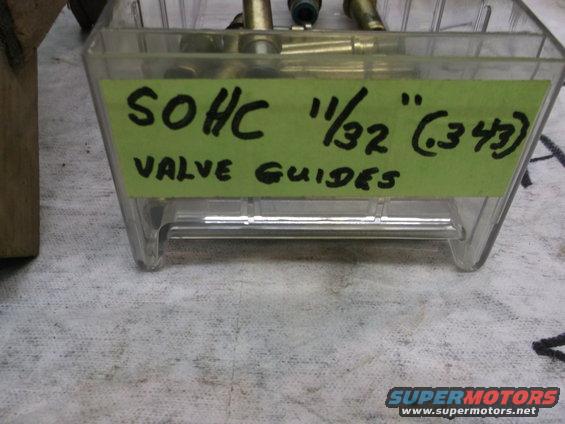 SOHC 11/32" (.343)
VALVE GUIDES
SUPERMOTORS
www.supermotors.net